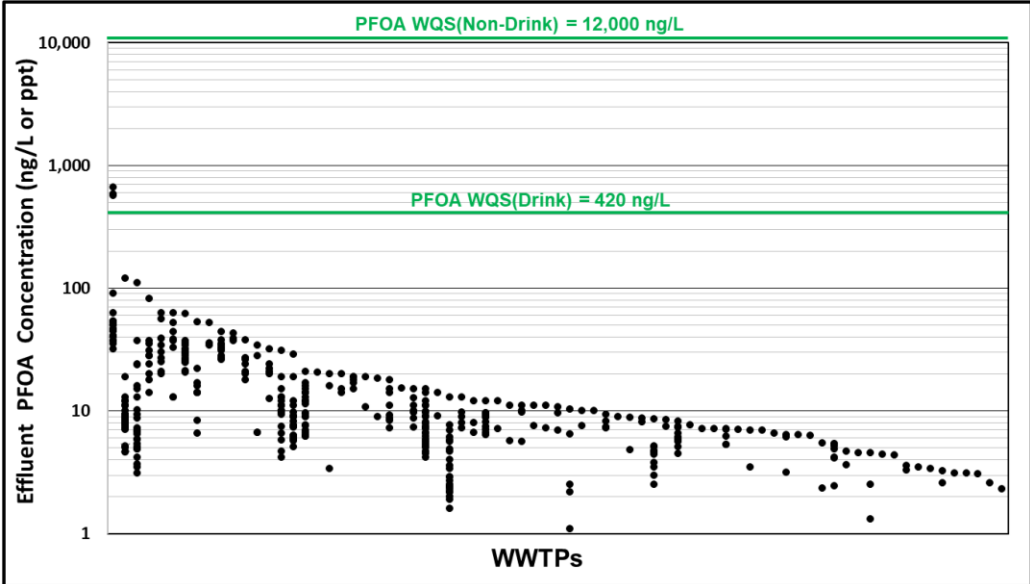 PFOA WQS(Non-Drink) = 12,000 ng/L
10,000
1,000
PFOA WQS(Drink) = 420 ng/L
100
10
1
Effluent PFOA Concentration (ng/L or ppt)
WWTPs